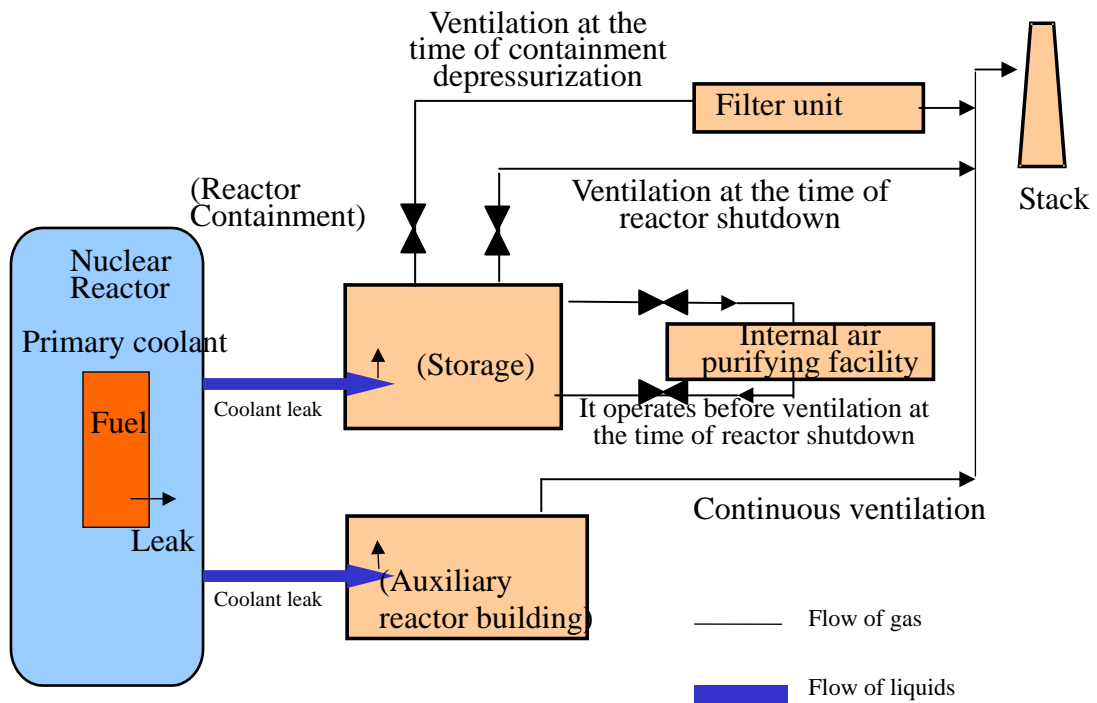 Ventilation at the
time of containment
depressurization
Filter unit
Stack
(Reactor
Containment)
Ventilation at the time of
reactor shutdown
Nuclear
Reactor
Primary coolant
Fuel
Leak
Coolant leak
(Storage)
Internal air
purifying facility
It operates before ventilation at
the time of reactor shutdown
Continuous ventilation
Coolant leak
(Auxiliary
reactor building)
Flow of gas
Flow of liquids